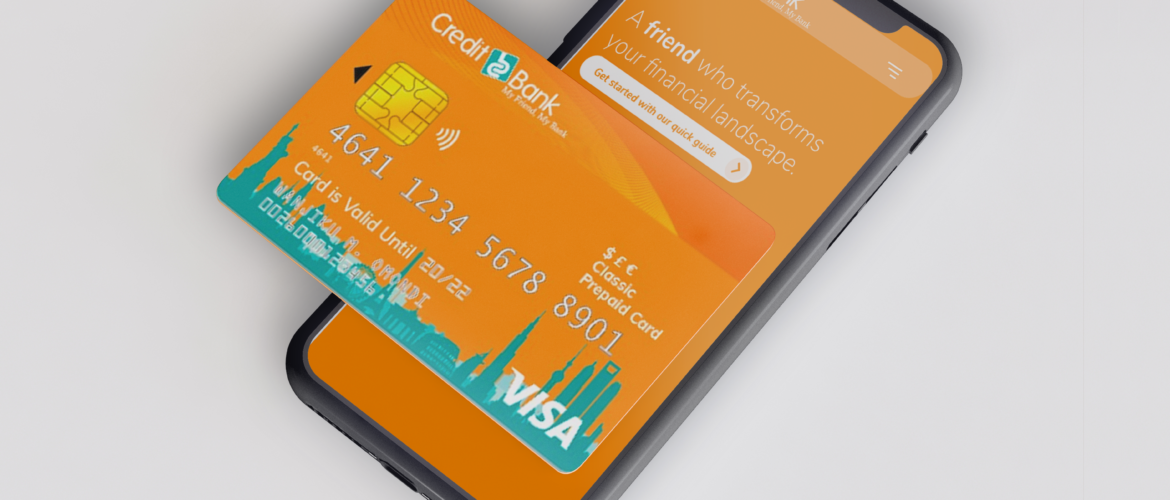 Credit Bank
My Friend, My Bank
4641 1234 5678 8901
4641
Card is Valid Until 20/22
WANJIKU M. OMONDI
$ £ €
Classic
Prepaid Card
VISA
A friend who transforms
your financial landscape.
Get started with our quick guide